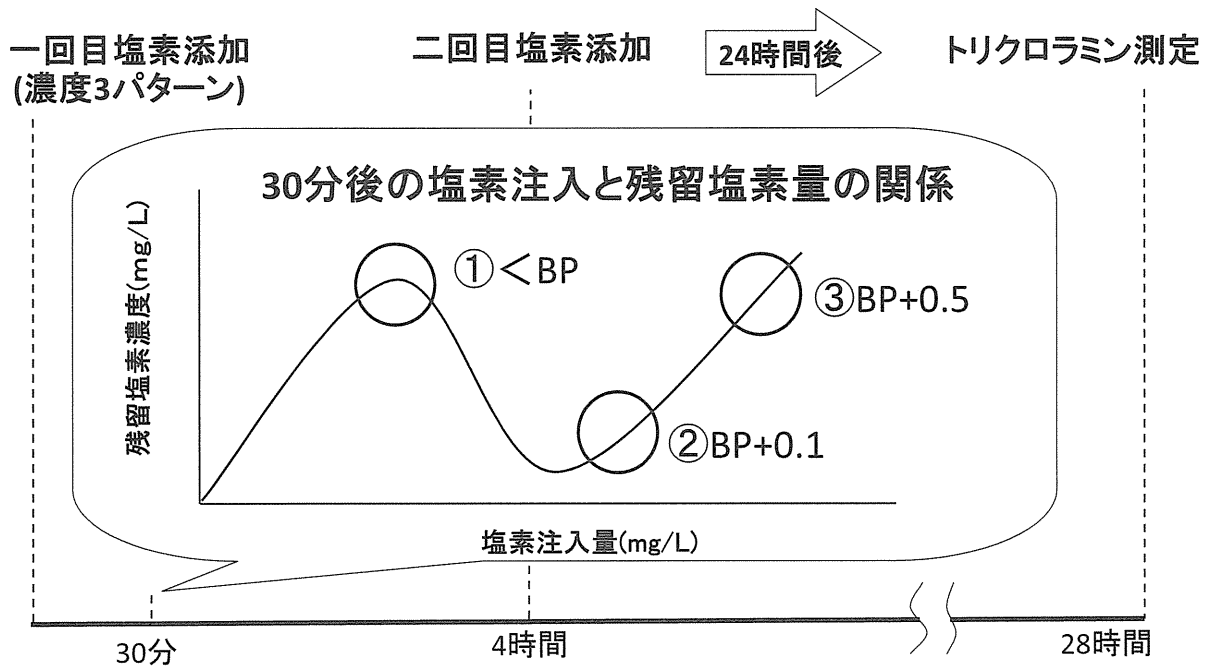 一回目塩素添加
(濃度3パターン)
二回目塩素添加
24時間後
トリクロラミン測定
30分後の塩素注入と残留塩素量の関係
残留塩素濃度(mg/L)
①<BP
③BP+0.5
②BP+0.1
塩素注入量(mg/L)
30分
4時間
28時間